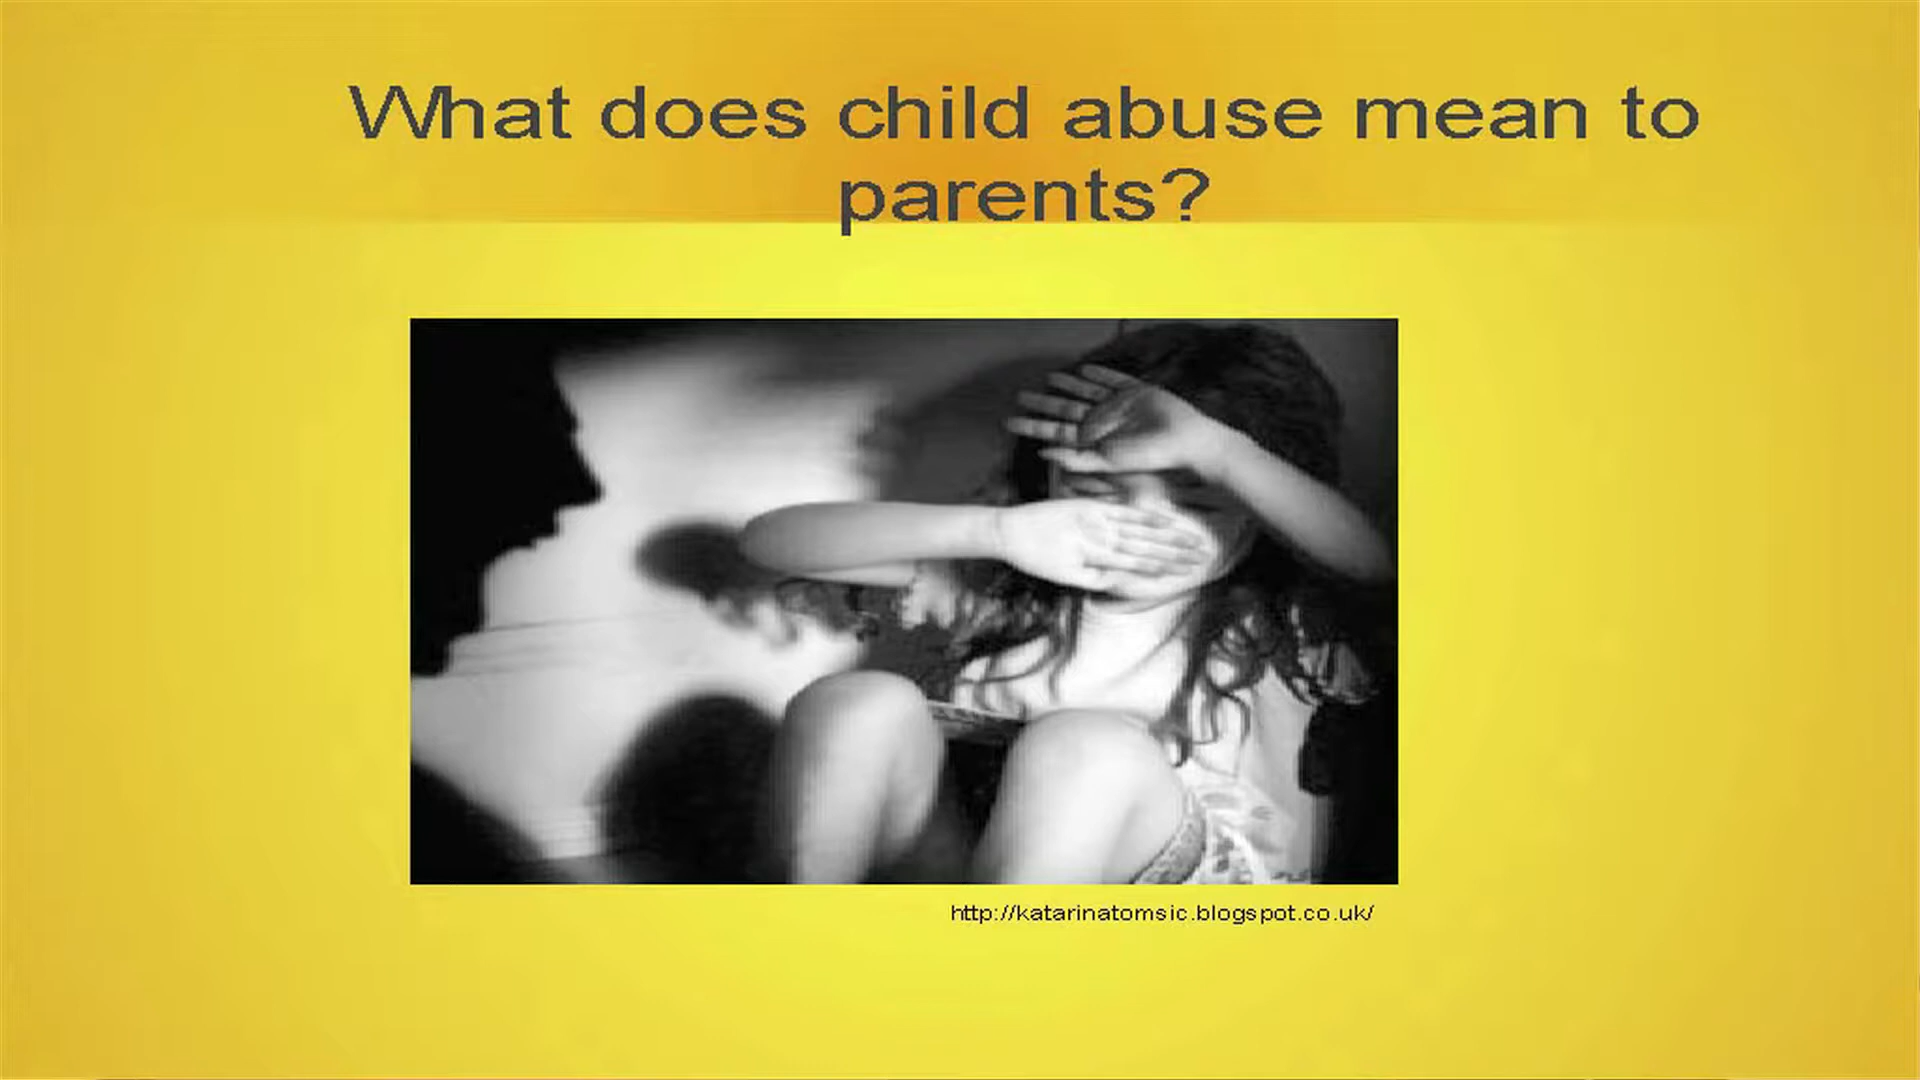 What does child abuse mean to
parents?
http://katarinatomsic.blogspot.co.uk/